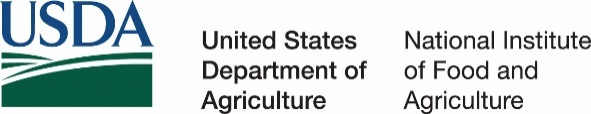 USDA
United States
Department of
Agriculture
National Institute
of Food and
Agriculture